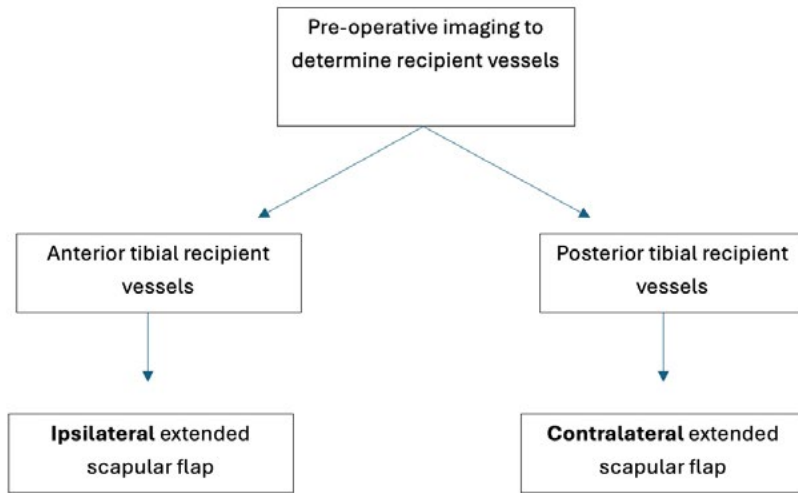 Pre-operative imaging to
determine recipient vessels
Anterior tibial recipient
vessels
Posterior tibial recipient
vessels
Ipsilateral extended
scapular flap
Contralateral extended
scapular flap